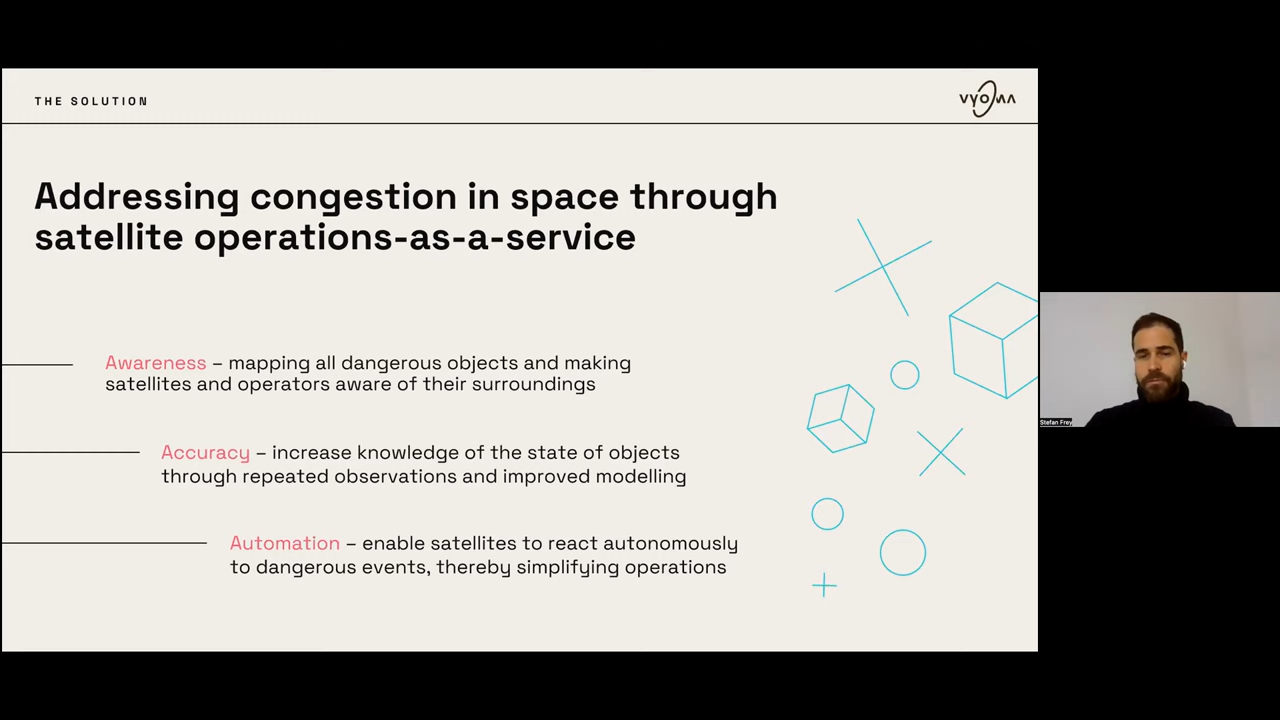 THE SOLUTION
VYOMA
Addressing congestion in space through
satellite operations-as-a-service
Awareness – mapping all dangerous objects and making
satellites and operators aware of their surroundings
Accuracy – increase knowledge of the state of objects
through repeated observations and improved modelling
Automation – enable satellites to react autonomously
to dangerous events, thereby simplifying operations
Stefan Frey